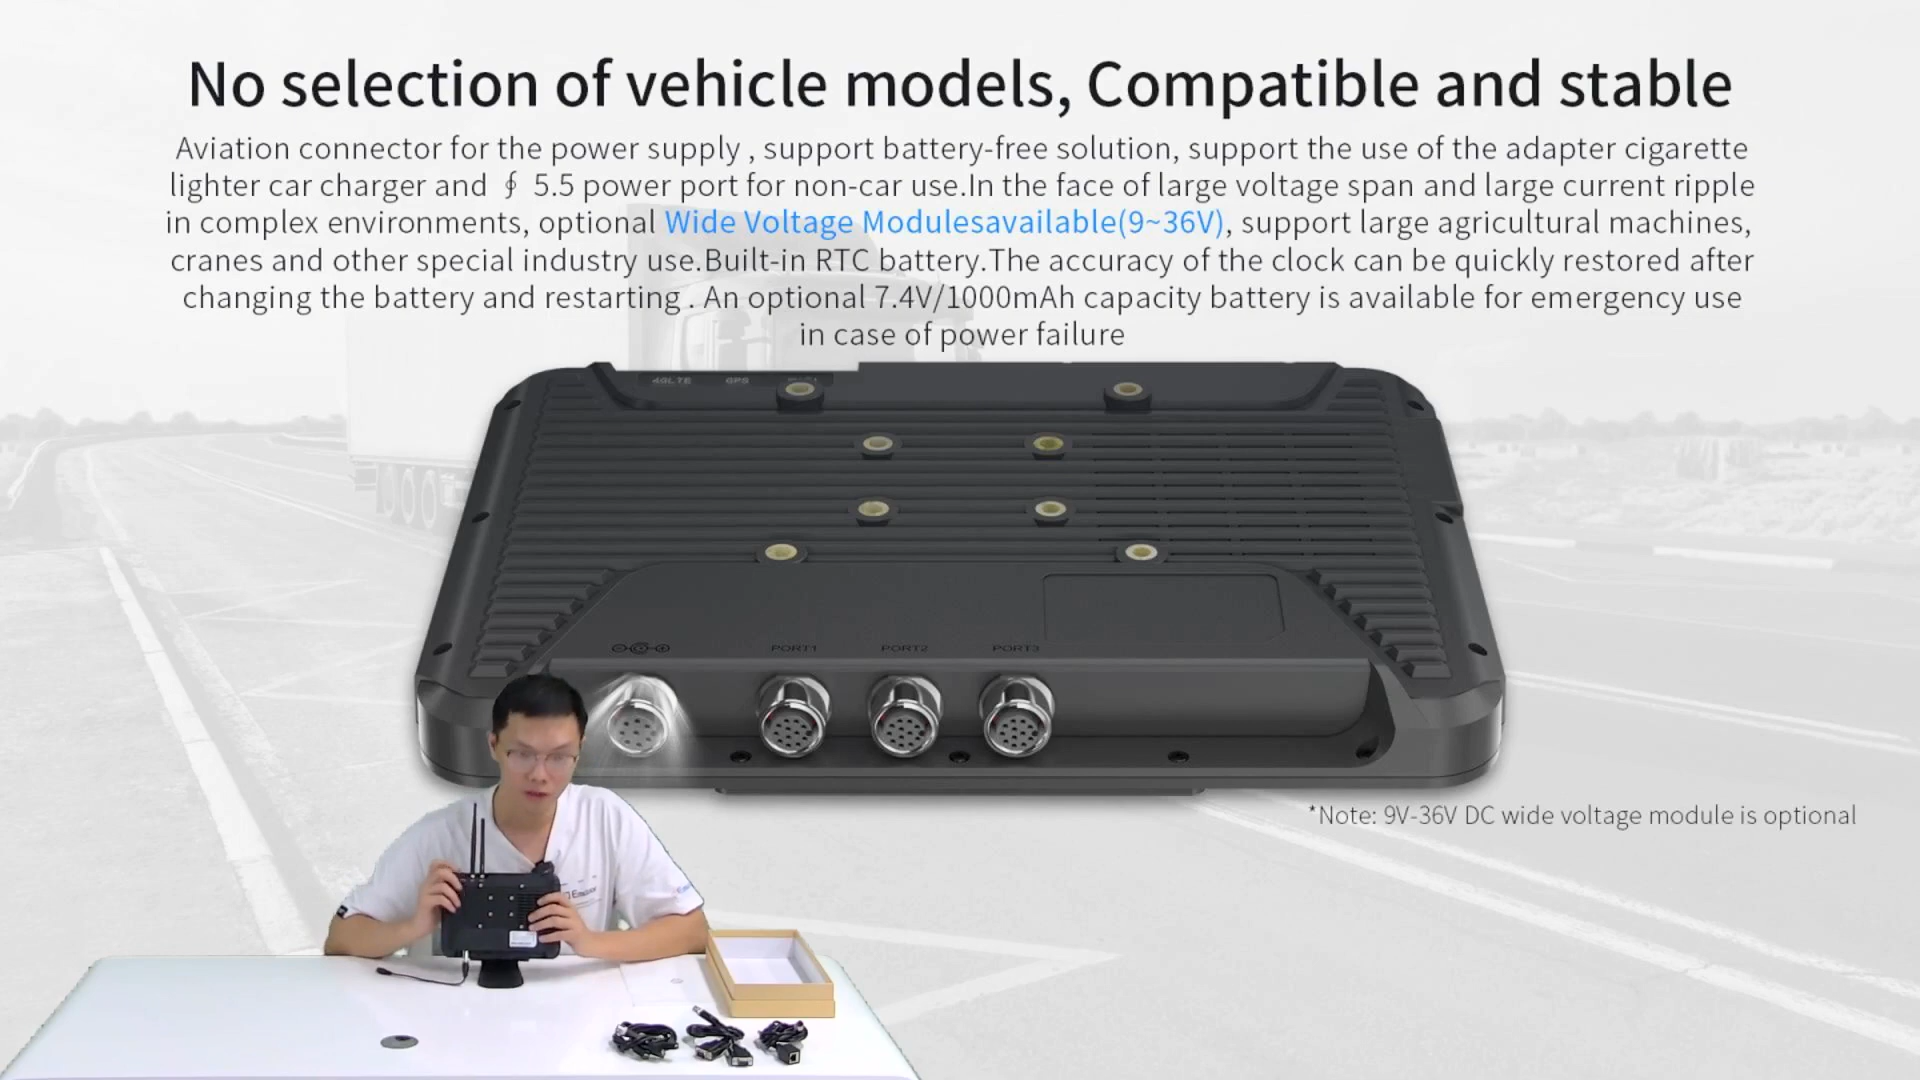 No selection of vehicle models, Compatible and stable
Aviation connector for the power supply , support battery-free solution, support the use of the adapter cigarette
lighter car charger and ∮ 5.5 power port for non-car use.In the face of large voltage span and large current ripple
in complex environments, optional Wide Voltage Modulesavailable(9~36V), support large agricultural machines,
cranes and other special industry use.Built-in RTC battery.The accuracy of the clock can be quickly restored after
changing the battery and restarting . An optional 7.4V/1000mAh capacity battery is available for emergency use
in case of power failure
4GLTE GPS
PORT1 PORT2 PORT3
*Note: 9V-36V DC wide voltage module is optional